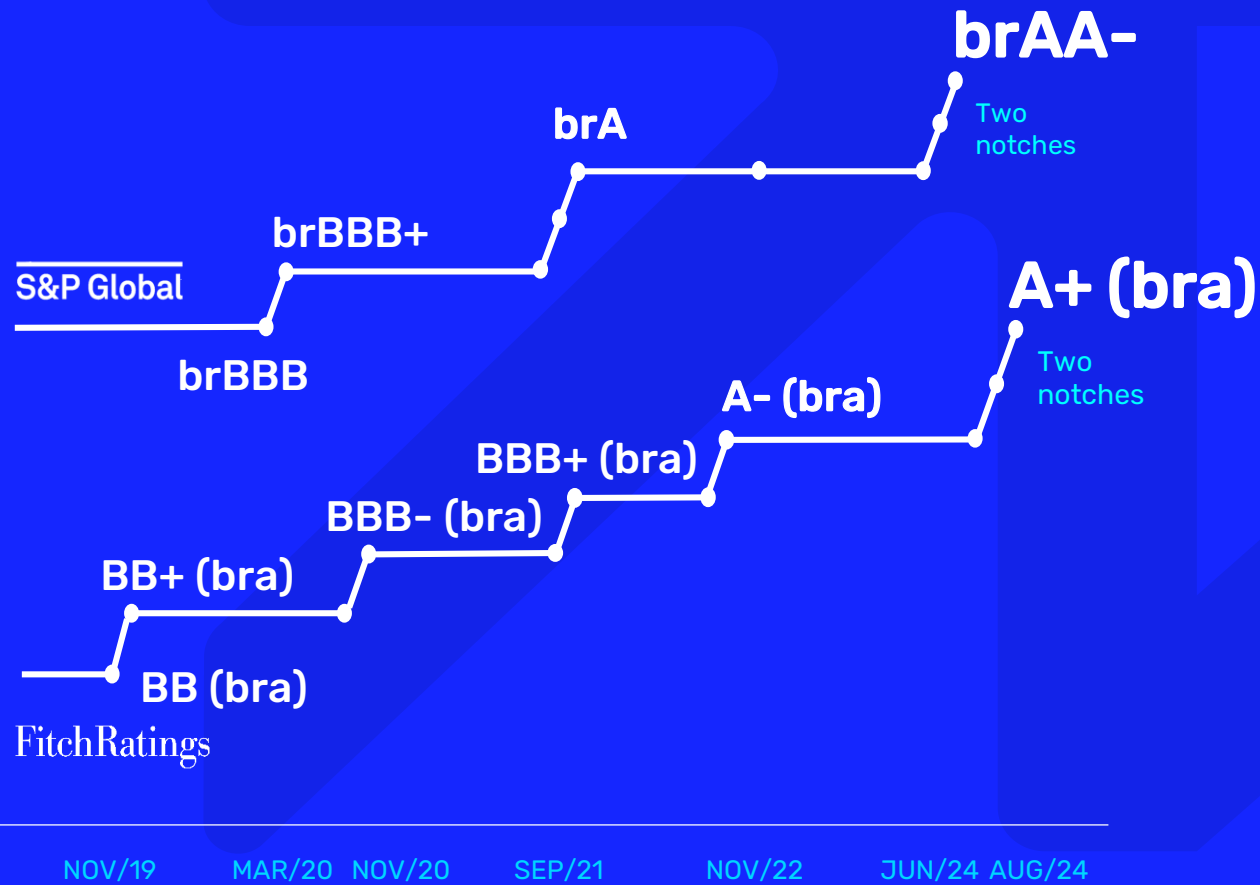 brAA-
Two
notches
brA
brBBB+
S&P Global
brBBB
A+ (bra)
Two
notches
A- (bra)
BBB+ (bra)
BBB- (bra)
BB+ (bra)
BB (bra)
FitchRatings
NOV/19 MAR/20 NOV/20 SEP/21 NOV/22 JUN/24 AUG/24